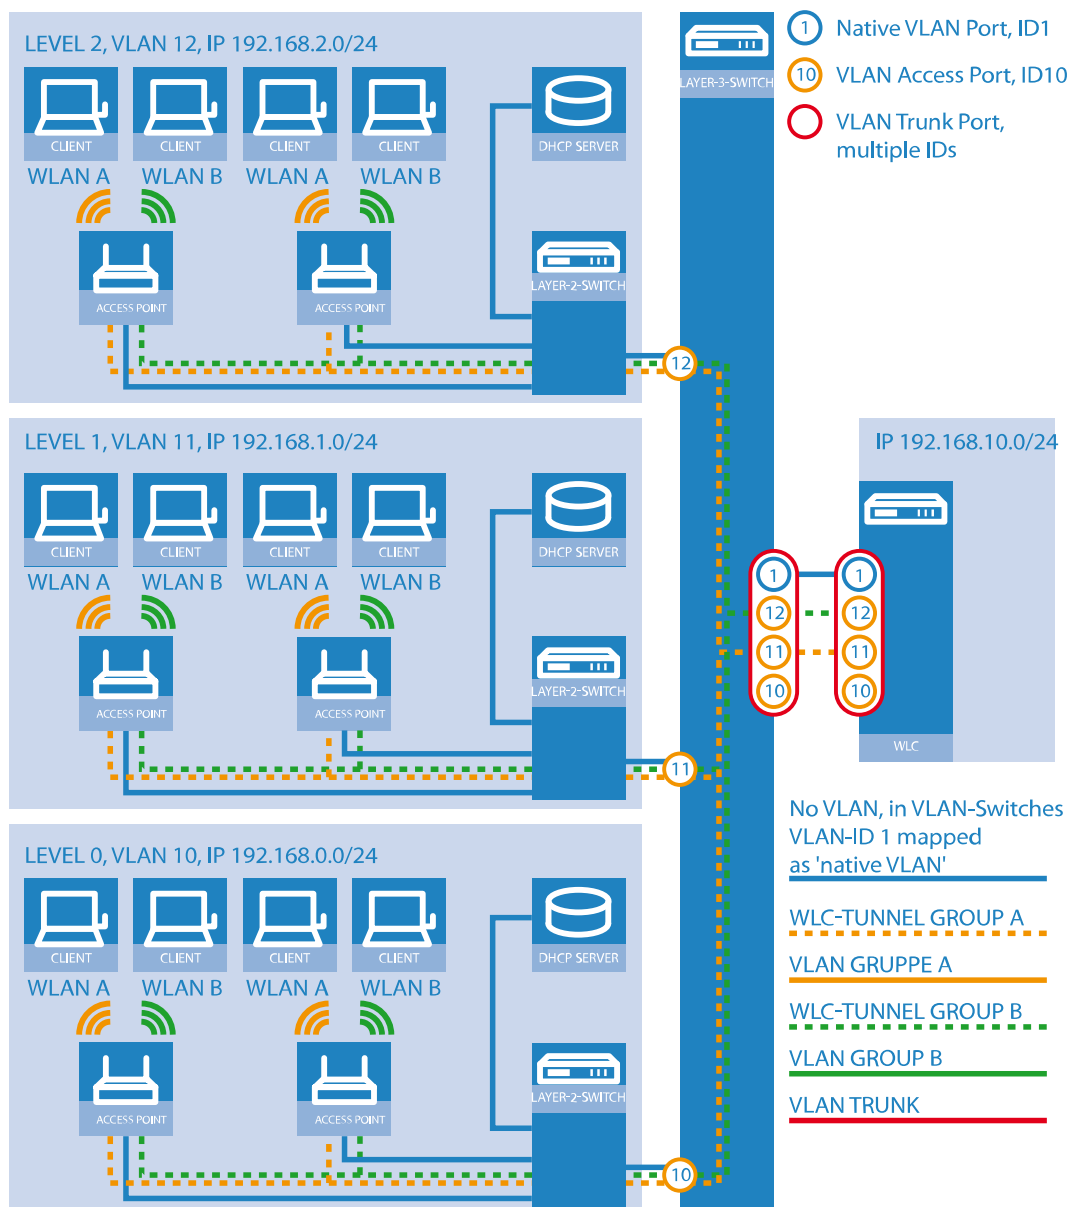 LEVEL 2, VLAN 12, IP 192.168.2.0/24
CLIENT
CLIENT
CLIENT
CLIENT
DHCP SERVER
WLAN A
WLAN B
WLAN A
WLAN B
ACCESS POINT
ACCESS POINT
LAYER-2-SWITCH
12
LAYER-3-SWITCH
1
Native VLAN Port, ID1
10
VLAN Access Port, ID10
VLAN Trunk Port,
multiple IDs
LEVEL 1, VLAN 11, IP 192.168.1.0/24
CLIENT
CLIENT
CLIENT
CLIENT
DHCP SERVER
WLAN A
WLAN B
WLAN A
WLAN B
ACCESS POINT
ACCESS POINT
LAYER-2-SWITCH
11
IP 192.168.10.0/24
1
1
12
12
11
11
10
10
WLC
LEVEL 0, VLAN 10, IP 192.168.0.0/24
CLIENT
CLIENT
CLIENT
CLIENT
DHCP SERVER
WLAN A
WLAN B
WLAN A
WLAN B
ACCESS POINT
ACCESS POINT
LAYER-2-SWITCH
10
No VLAN, in VLAN-Switches
VLAN-ID 1 mapped
as 'native VLAN'
WLC-TUNNEL GROUP A
VLAN GRUPPE A
WLC-TUNNEL GROUP B
VLAN GROUP B
VLAN TRUNK